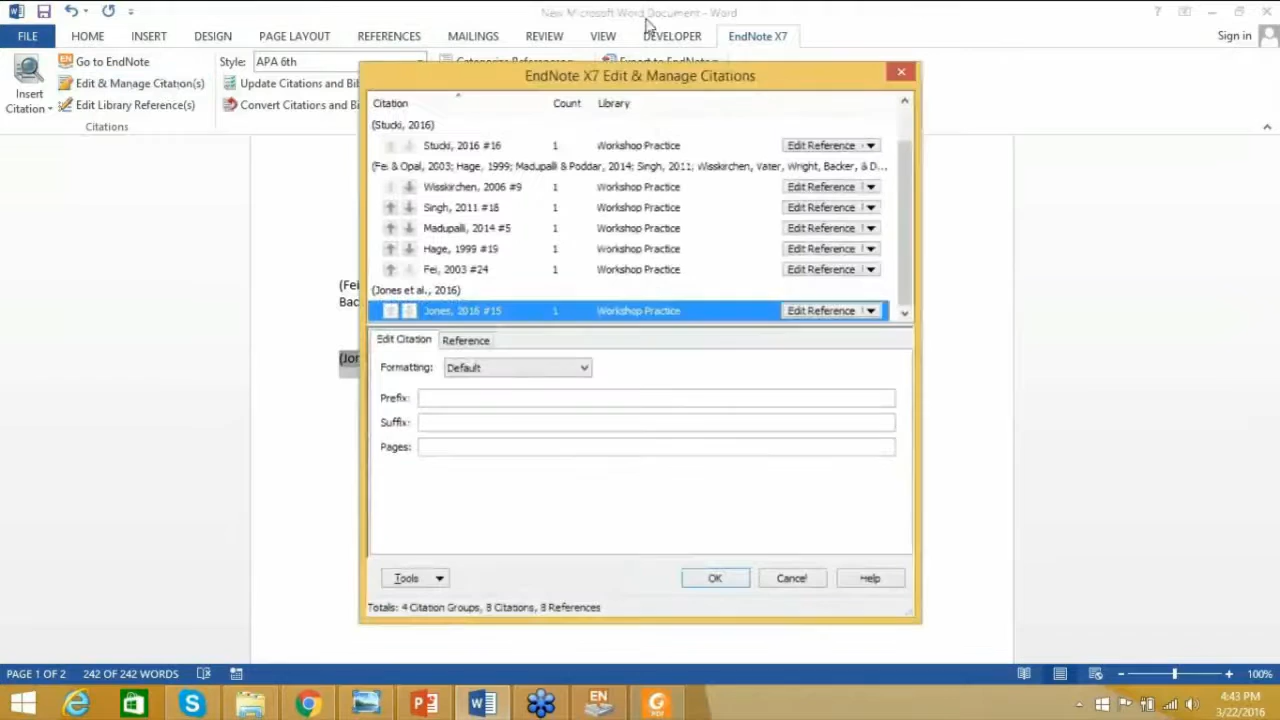 New Microsoft Word Document - Word
FILE HOME INSERT DESIGN PAGE LAYOUT REFERENCES MAILINGS REVIEW VIEW DEVELOPER EndNote X7 Sign in
Insert Citation
Go to EndNote
Edit & Manage Citation(s)
Edit Library Reference(s)
Citations
Style: APA 6th
Update Citations and Bi
Convert Citations and Bi
EndNote X7 Edit & Manage Citations
Citation Count Library
(Stucki, 2016)
Stucki, 2016 #16 1 Workshop Practice Edit Reference
(Fei & Opal, 2003; Hage, 1999; Madupalli & Poddar, 2014; Singh, 2011; Wisskirchen, Vater, Wright, Backer, & D...
Wisskirchen, 2006 #9 1 Workshop Practice Edit Reference
Singh, 2011 #18 1 Workshop Practice Edit Reference
Madupalli, 2014 #5 1 Workshop Practice Edit Reference
Hage, 1999 #19 1 Workshop Practice Edit Reference
Fei, 2003 #24 1 Workshop Practice Edit Reference
(Jones et al., 2016)
Jones, 2016 #15 1 Workshop Practice Edit Reference
(Fei
Bac
(Jor
Edit Citation Reference
Formatting: Default
Prefix:
Suffix:
Pages:
Tools OK Cancel Help
Totals: 4 Citation Groups, 8 Citations, 8 References
PAGE 1 OF 2 242 OF 242 WORDS 100%
4:43 PM
3/22/2016